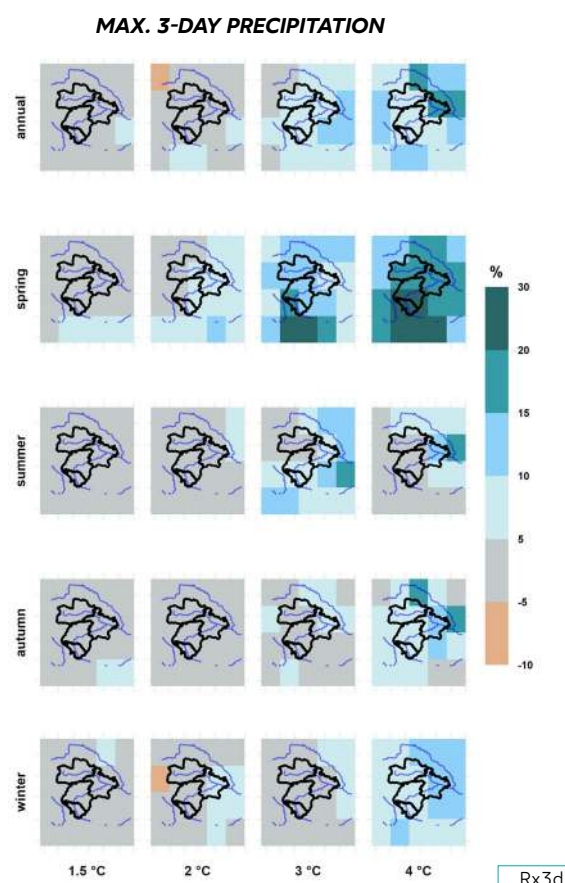 MAX. 3-DAY PRECIPITATION
annual
spring
summer
autumn
winter
1.5 °C
2 °C
3 °C
4 °C
%
30
20
15
10
5
-5
-10
Rx3d